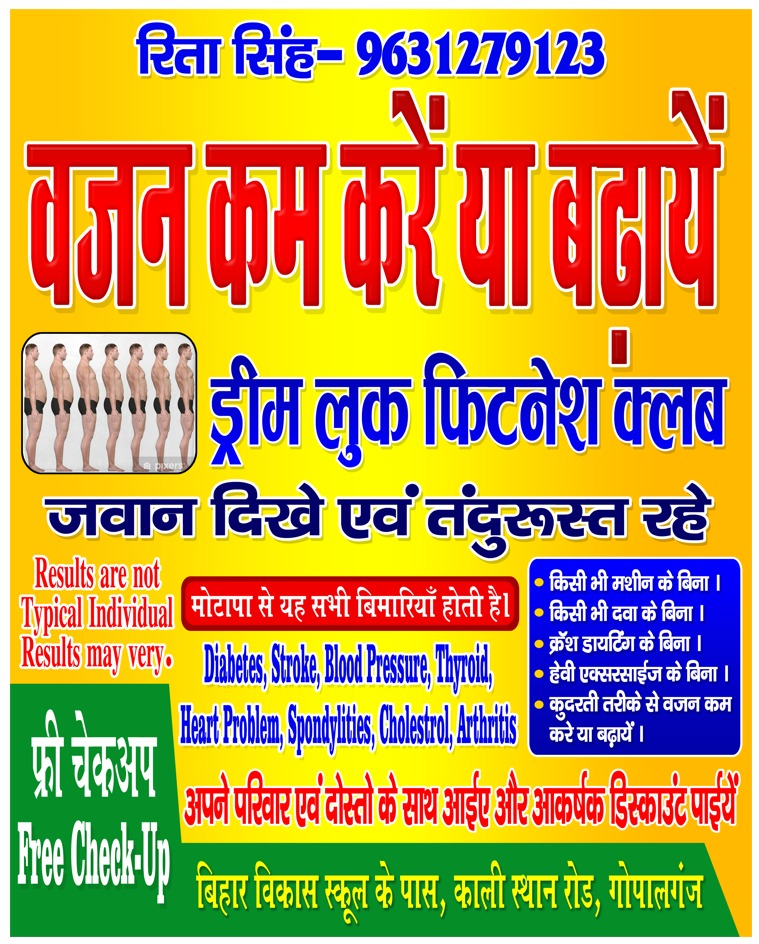 रिता सिंह– 9631279123
वजन कम करें या बढ़ायें
pixers
ड्रीम लुक फिटनेश क्लब
जवान दिखे एवं तंदुरूस्त रहे
Results are not
Typical Individual
Results may very.
मोटापा से यह सभी बिमारियाँ होती है।
Diabetes, Stroke, Blood Pressure, Thyroid,
Heart Problem, Spondylities, Cholestrol, Arthritis
• किसी भी मशीन के बिना ।
• किसी भी दवा के बिना ।
• क्रॅश डायटिंग के बिना ।
• हेवी एक्सरसाईज के बिना ।
• कुदरती तरीके से वजन कम
करे या बढ़ायें ।
फ्री चेकअप
Free Check-Up
अपने परिवार एवं दोस्तो के साथ आईए और आकर्षक डिस्काउंट पाईयें
बिहार विकास स्कूल के पास, काली स्थान रोड, गोपालगंज